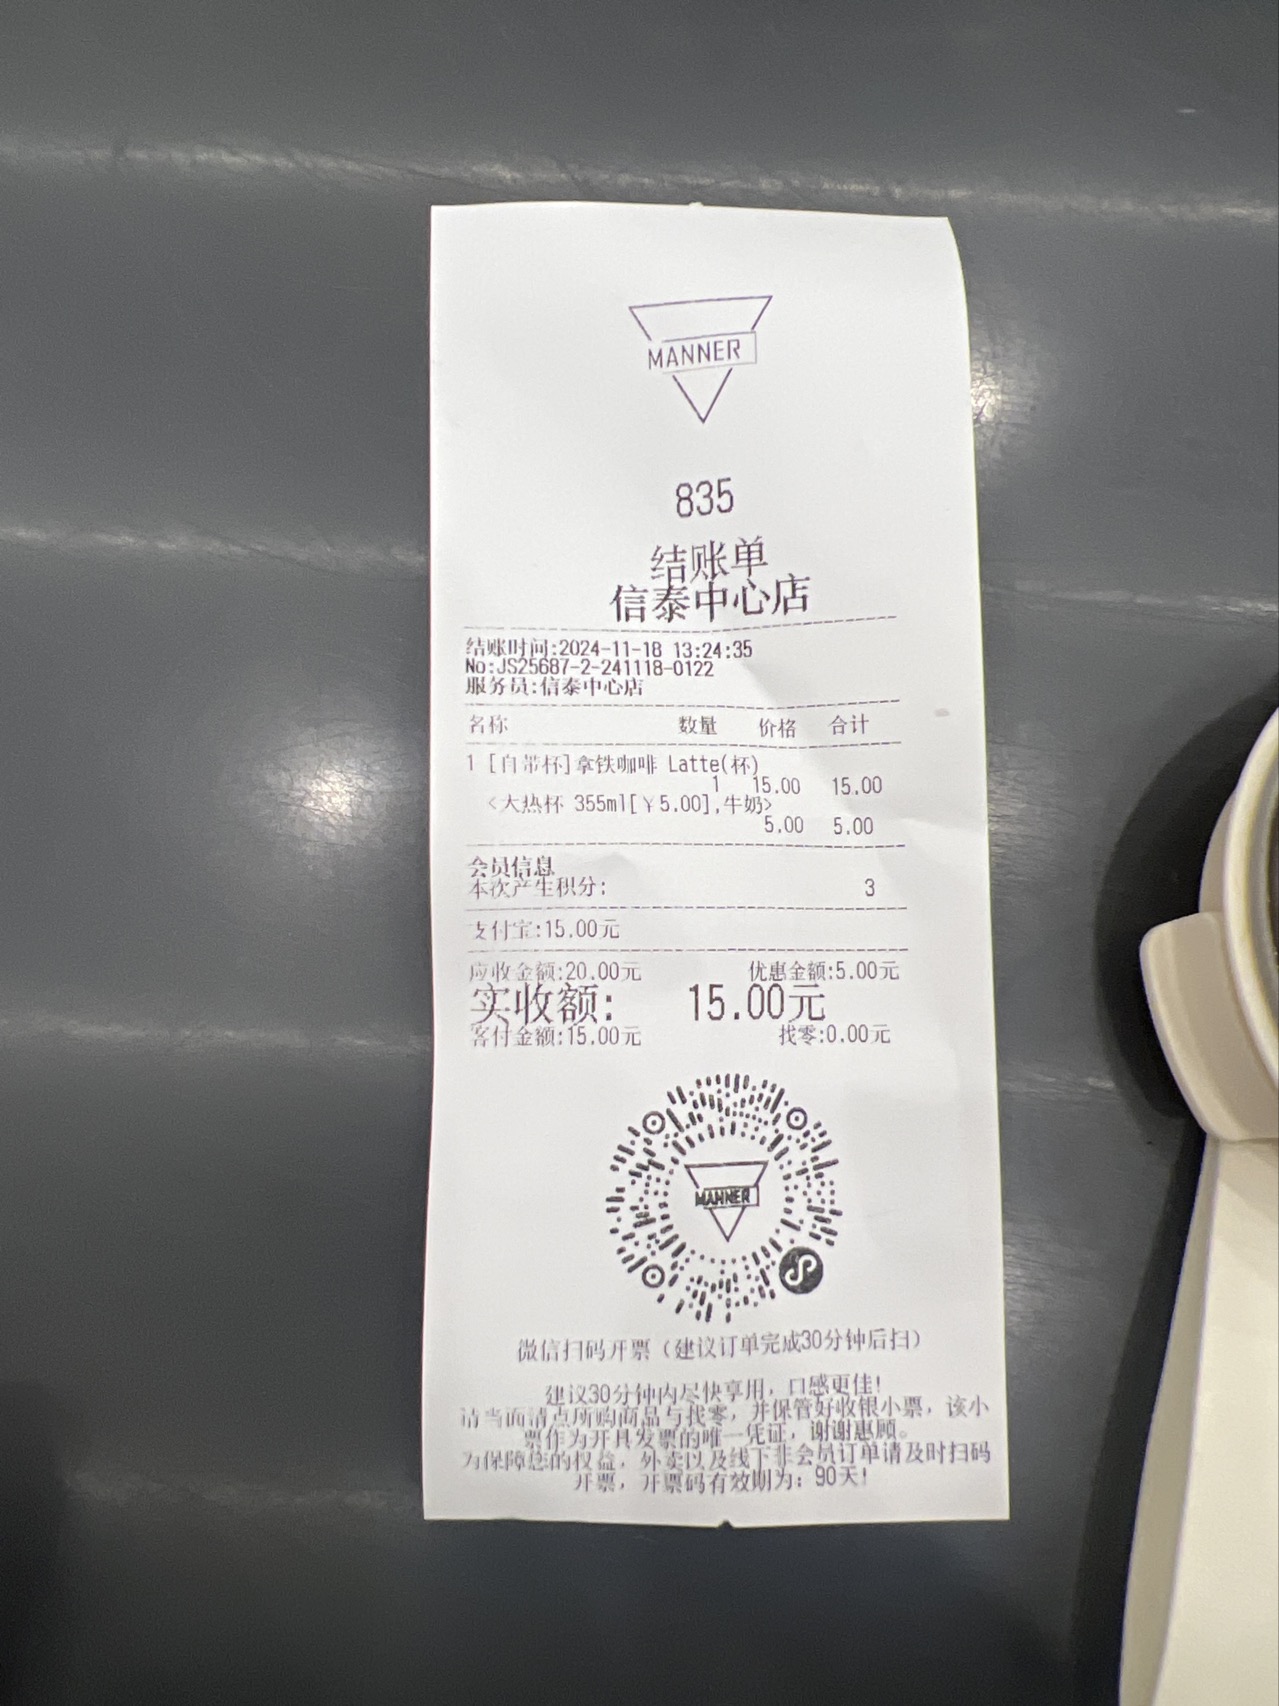 MANNER
835
结账单
信泰中心店
结账时间:2024-11-18 13:24:35
No:JS25687-2-241118-0122
服务员:信泰中心店
名称 数量 价格 合计
1 [自带杯]拿铁咖啡 Latte(杯)
1 15.00 15.00
<大热杯 355ml[￥5.00],牛奶>
5.00 5.00
会员信息
本次产生积分: 3
支付宝:15.00元
应收金额:20.00元 优惠金额:5.00元
实收额: 15.00元
客付金额:15.00元 找零:0.00元
MANNER
微信扫码开票（建议订单完成30分钟后扫）
建议30分钟内尽快享用，口感更佳！
请当面清点所购商品与找零，并保管好收银小票，该小
票作为开具发票的唯一凭证，谢谢惠顾。
为保障您的权益，外卖以及线下非会员订单请及时扫码
开票，开票码有效期为：90天！